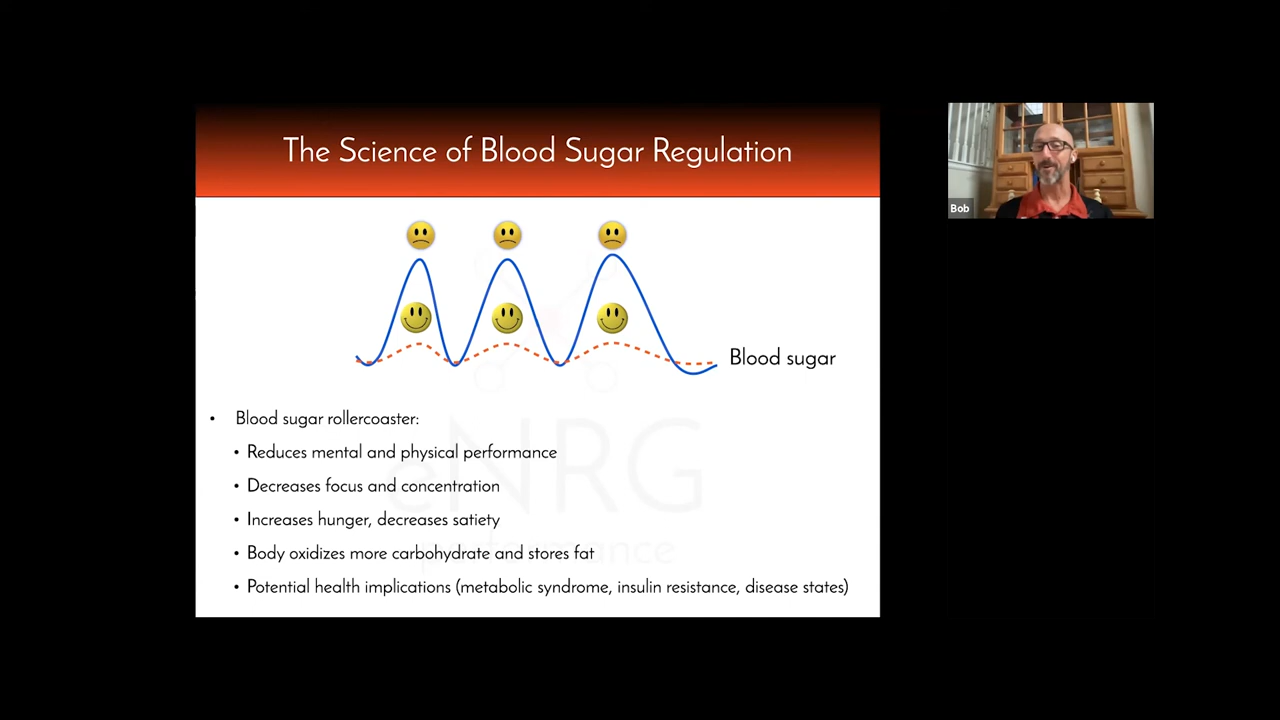 The Science of Blood Sugar Regulation
Bob
Blood sugar
• Blood sugar rollercoaster:
• Reduces mental and physical performance
• Decreases focus and concentration
• Increases hunger, decreases satiety
• Body oxidizes more carbohydrate and stores fat
• Potential health implications (metabolic syndrome, insulin resistance, disease states)
eNRG
performance